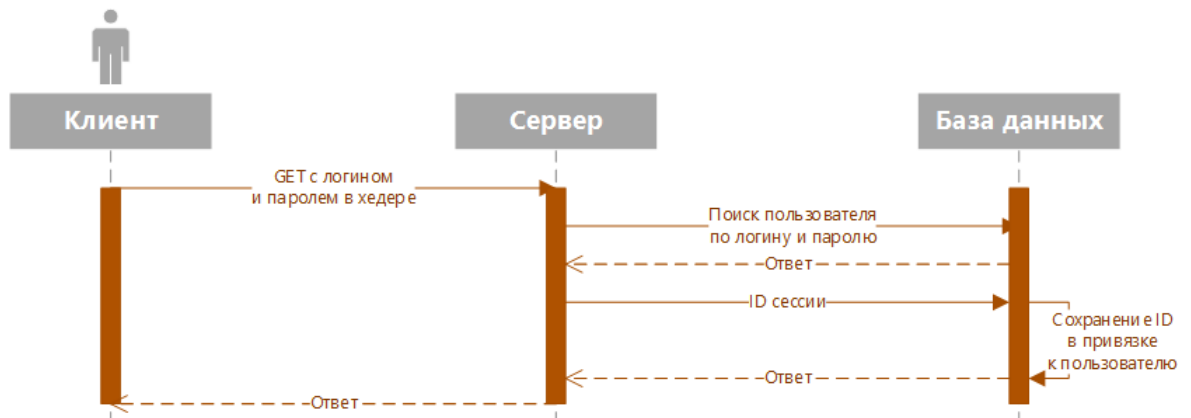 Клиент
Сервер
База данных
GET с логином
и паролем в хедере
Поиск пользователя
по логину и паролю
Ответ
ID сессии
Сохранение ID
в привязке
к пользователю
Ответ
Ответ